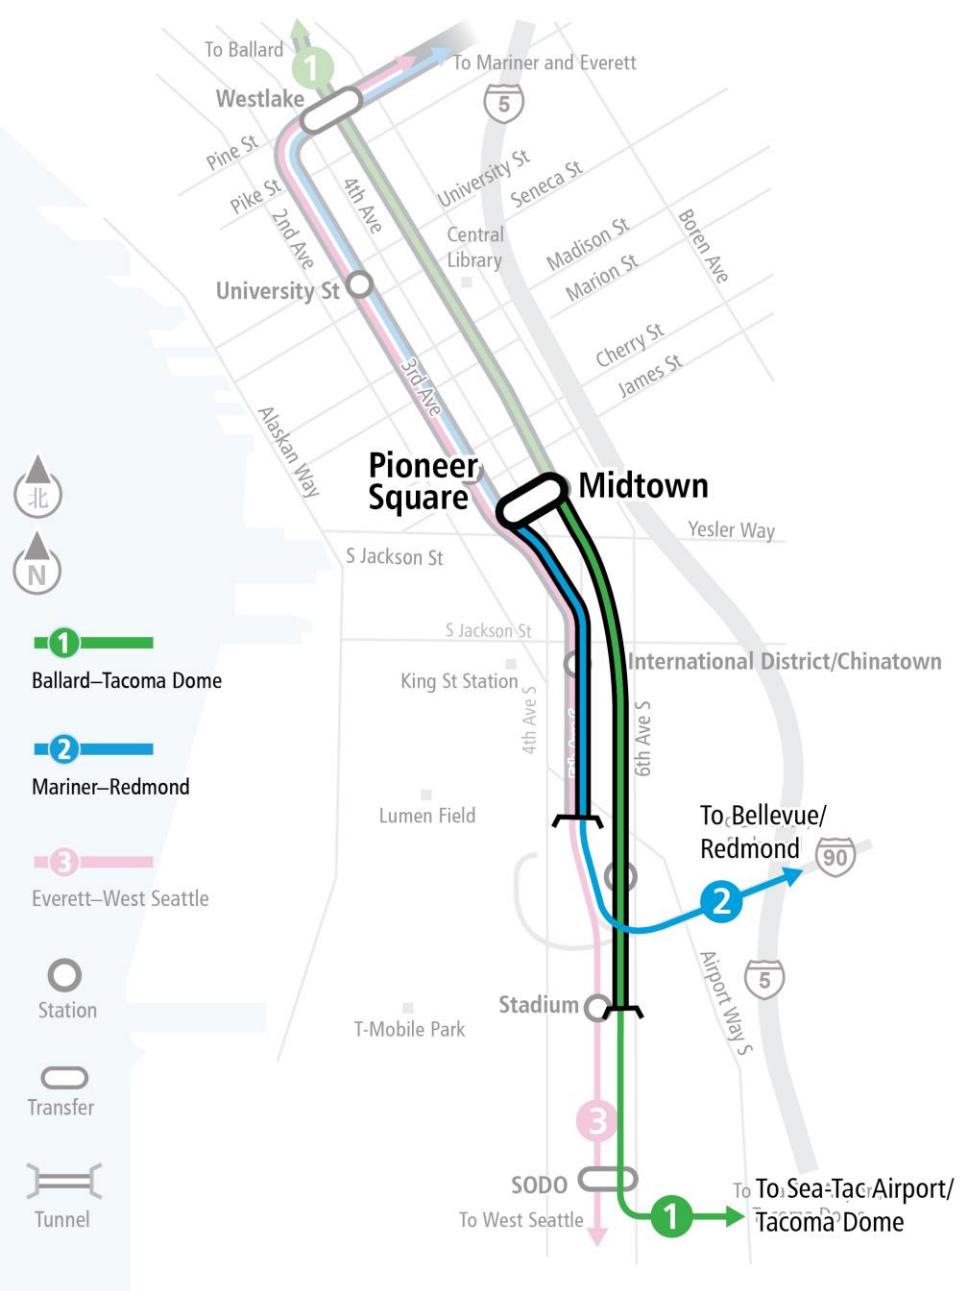 To Ballard
1
To Mariner and Everett
Westlake
5
Pine St
Pike St
University St
Seneca St
4th Ave
2nd Ave
Central
Library
Madison St
Marion St
Boren Ave
University St
Cherry St
James St
3rd Ave
Alaskan Way
Pioneer
Square
Midtown
北
N
Yesler Way
S Jackson St
S Jackson St
1
Ballard–Tacoma Dome
International District/Chinatown
King St Station
4th Ave S
6th Ave S
2
Mariner–Redmond
Lumen Field
To Bellevue/
Redmond
90
3
Everett–West Seattle
2
Station
Airport Way S
5
Stadium
T-Mobile Park
Transfer
3
SODO
Tunnel
To West Seattle
1
To Sea-Tac Airport/
Tacoma Dome